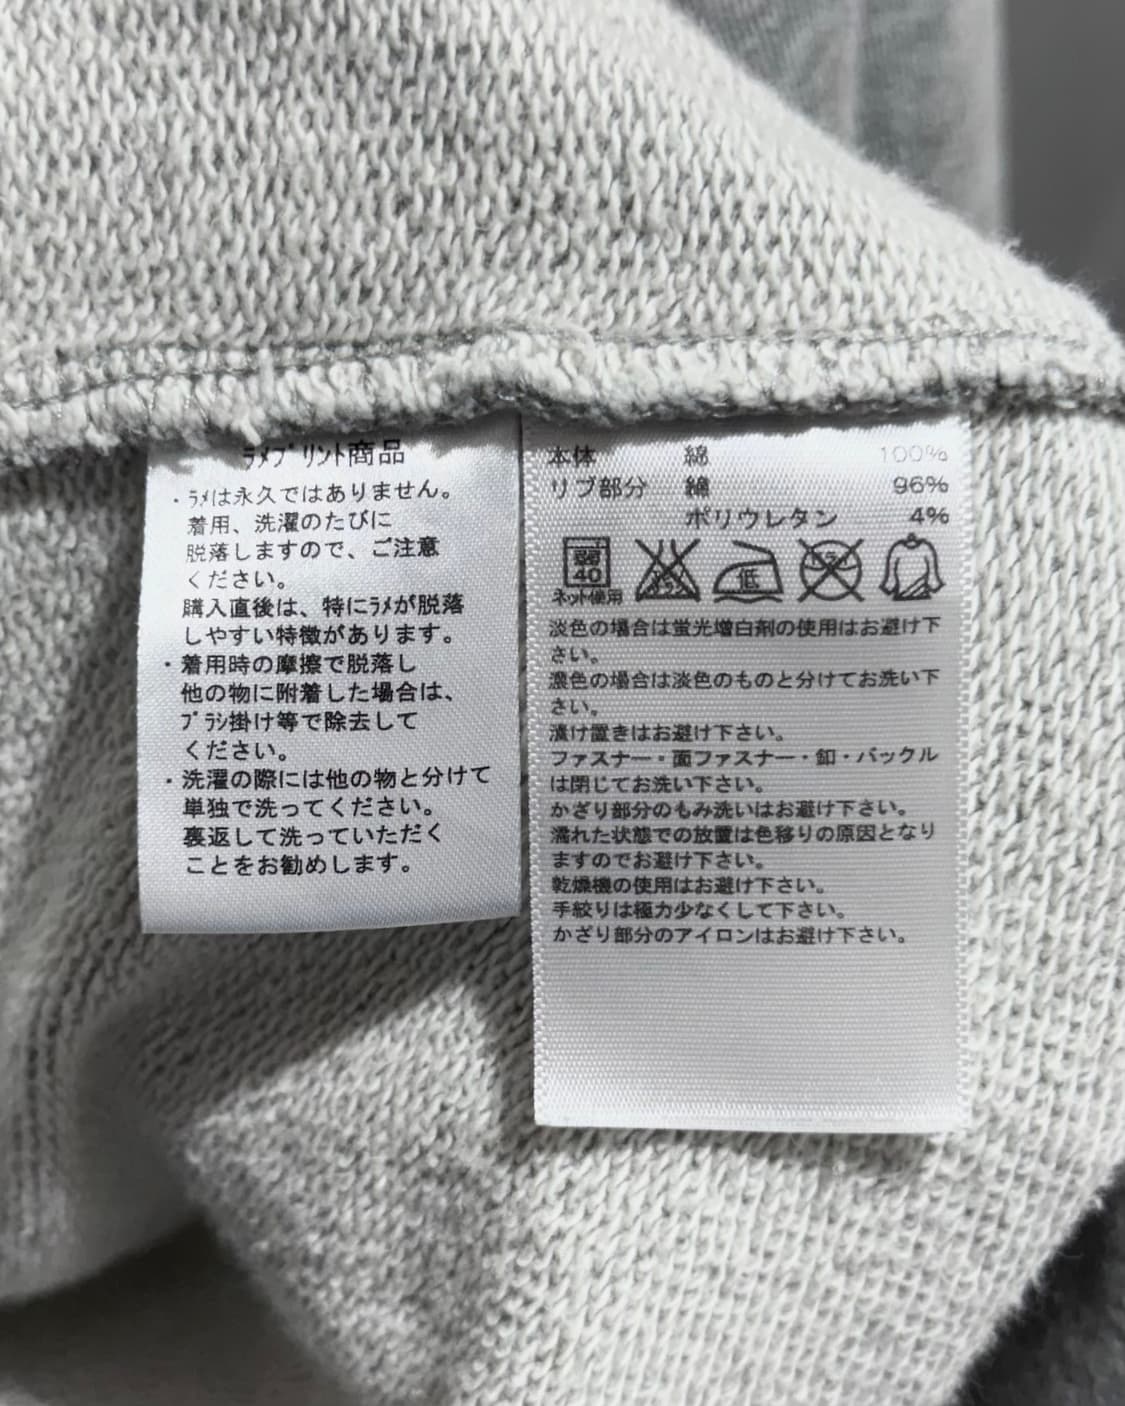 ラメプリント商品
・ラメは永久ではありません。
着用、洗濯のたびに
脱落しますので、ご注意
ください。
購入直後は、特にラメが脱落
しやすい特徴があります。
・着用時の摩擦で脱落し
他の物に附着した場合は、
ブラシ掛け等で除去して
ください。
・洗濯の際には他の物と分けて
単独で洗ってください。
裏返して洗っていただく
ことをお勧めします。
本体 綿 100%
リブ部分 綿 96%
ポリウレタン 4%
弱 40 低
ネット使用
淡色の場合は蛍光増白剤の使用はお避け下
さい。
濃色の場合は淡色のものと分けてお洗い下
さい。
漬け置きはお避け下さい。
ファスナー・面ファスナー・釦・バックル
は閉じてお洗い下さい。
かざり部分のもみ洗いはお避け下さい。
濡れた状態での放置は色移りの原因となり
ますのでお避け下さい。
乾燥機の使用はお避け下さい。
手絞りは極力少なくして下さい。
かざり部分のアイロンはお避け下さい。